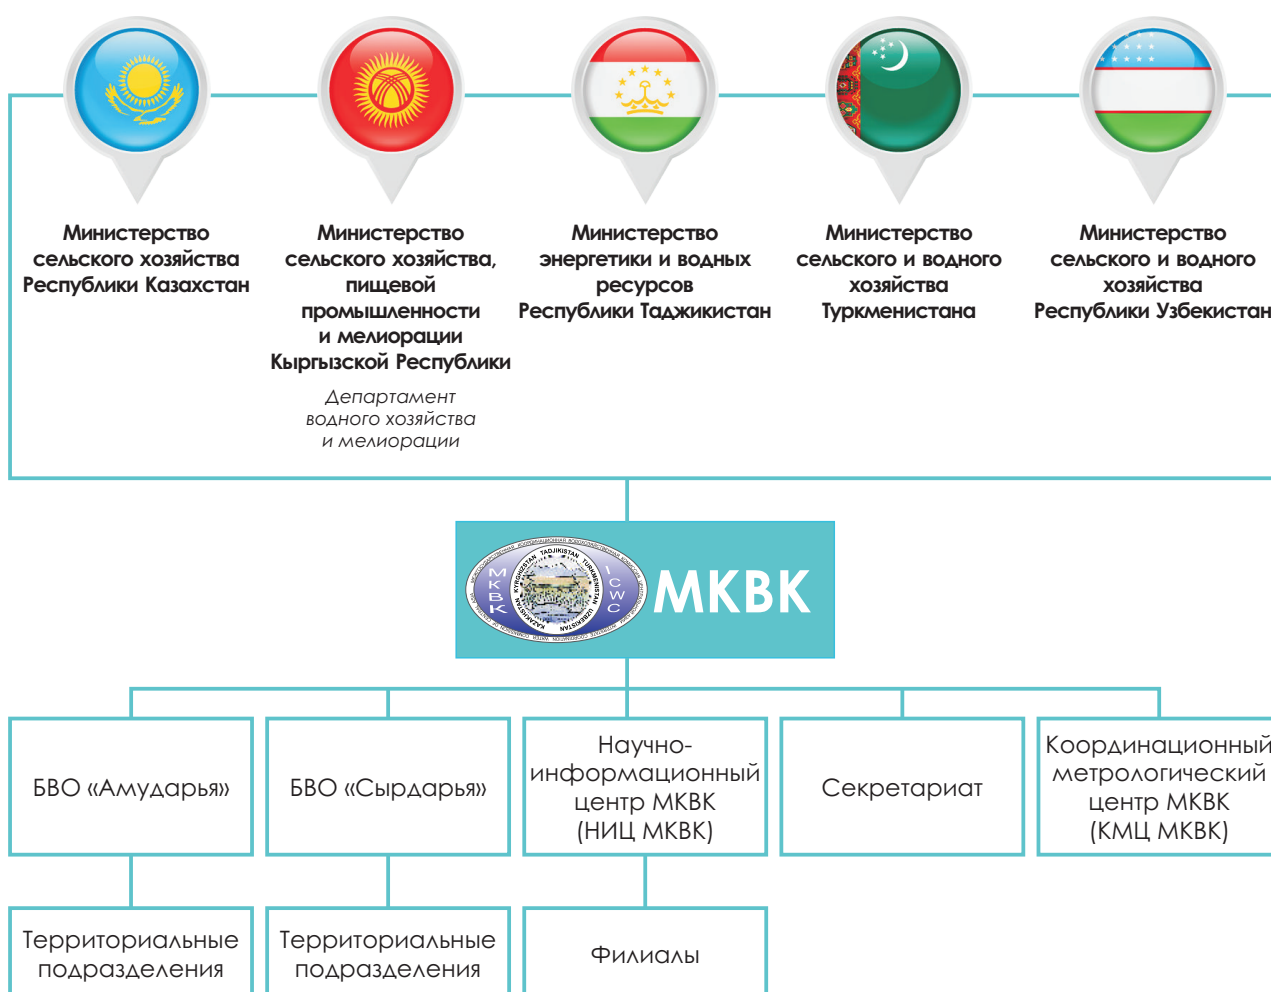 Министерство
сельского хозяйства
Республики Казахстан
Министерство
сельского хозяйства,
пищевой
промышленности
и мелиорации
Кыргызской Республики
Департамент
водного хозяйства
и мелиорации
Министерство
энергетики и водных
ресурсов
Республики Таджикистан
Министерство
сельского и водного
хозяйства
Туркменистана
Министерство
сельского и водного
хозяйства
Республики Узбекистан
МКВК
ICWC
KAZAKHSTAN KYRGHIZSTAN TADJIKISTAN TURKMENISTAN UZBEKISTAN
МКВК
БВО «Амударья»
БВО «Сырдарья»
Научно-
информационный
центр МКВК
(НИЦ МКВК)
Секретариат
Координационный
метрологический
центр МКВК
(КМЦ МКВК)
Территориальные
подразделения
Территориальные
подразделения
Филиалы